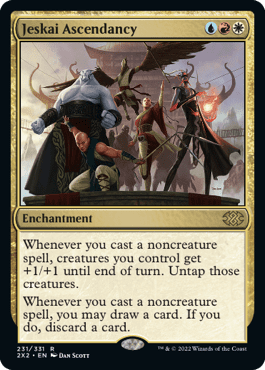 Jeskai Ascendancy
Enchantment
Whenever you cast a noncreature
spell, creatures you control get
+1/+1 until end of turn. Untap those
creatures.
Whenever you cast a noncreature
spell, you may draw a card. If you
do, discard a card.
231/331 R
2X2 • EN DAN SCOTT
™ & © 2022 Wizards of the Coast